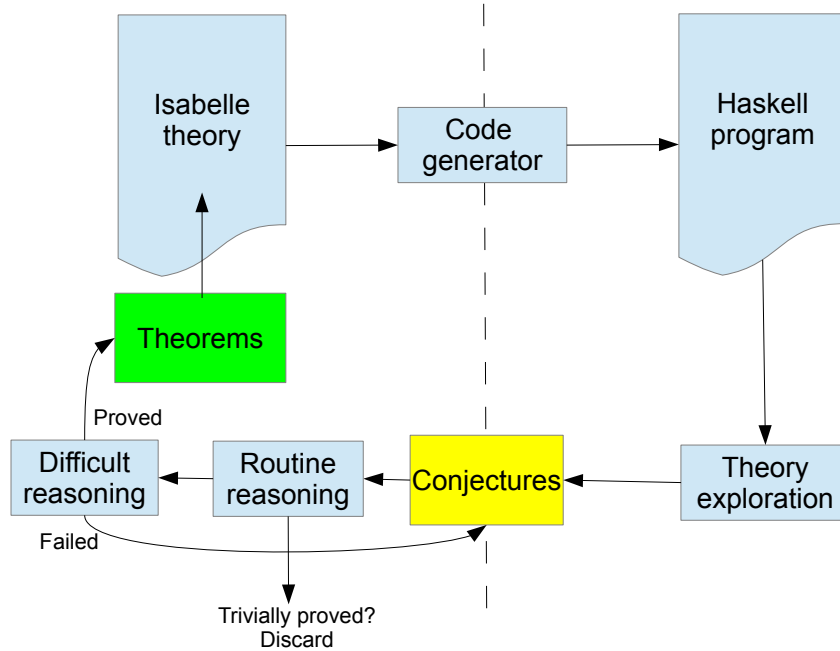 Isabelle
theory
Code
generator
Haskell
program
Theorems
Proved
Difficult
reasoning
Routine
reasoning
Conjectures
Theory
exploration
Failed
Trivially proved?
Discard